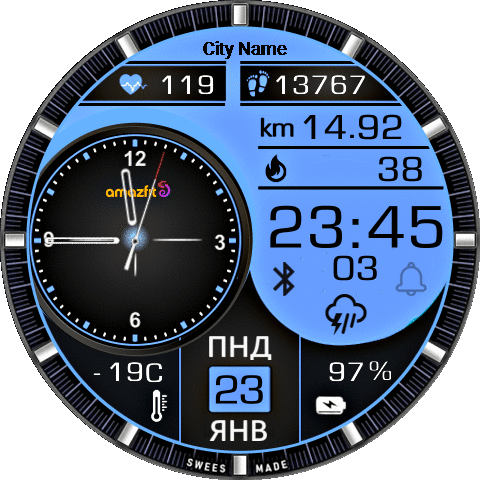 City Name
119 13767
km 14.92
38
12
amazfit
9 3
6
23:45
03
ПНД
- 19C 23 97%
ЯНВ
SWEES MADE